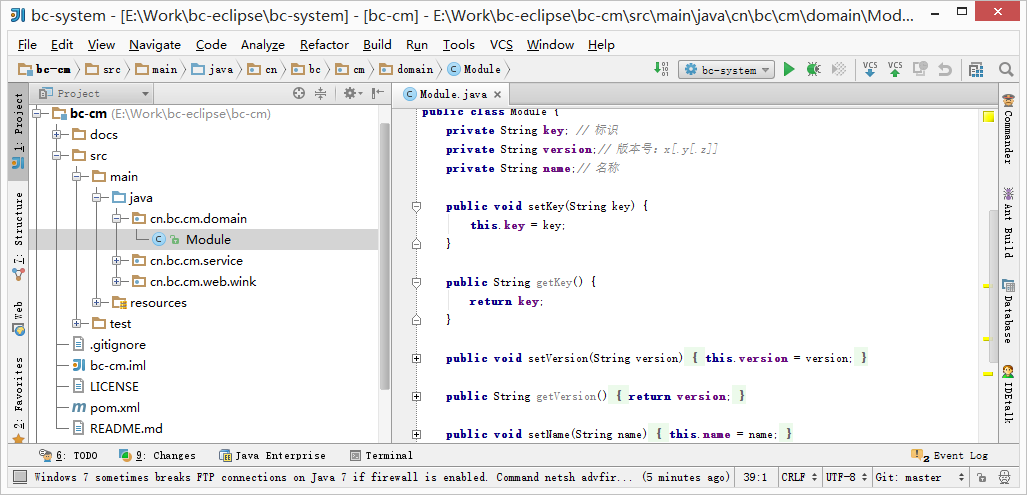 bc-system - [E:\Work\bc-eclipse\bc-system] - [bc-cm] - E:\Work\bc-eclipse\bc-cm\src\main\java\cn\bc\cm\domain\Mod...
File Edit View Navigate Code Analyze Refactor Build Run Tools VCS Window Help
bc-cm src main java cn bc cm domain Module bc-system VCS VCS
1: Project
7: Structure
Web
2: Favorites
Project
bc-cm (E:\Work\bc-eclipse\bc-cm)
docs
src
main
java
cn.bc.cm.domain
Module
cn.bc.cm.service
cn.bc.cm.web.wink
resources
test
.gitignore
bc-cm.iml
LICENSE
pom.xml
README.md
Module.java
public class Module {
private String key; // 标识
private String version;// 版本号：x[.y[.z]]
private String name;// 名称
public void setKey(String key) {
this.key = key;
}
public String getKey() {
return key;
}
public void setVersion(String version) { this.version = version; }
public String getVersion() { return version; }
public void setName(String name) { this.name = name; }
Commander
Ant Build
Database
IDEtalk
6: TODO 9: Changes Java Enterprise Terminal 2 Event Log
Windows 7 sometimes breaks FTP connections on Java 7 if firewall is enabled. Command netsh advfir... (5 minutes ago) 39:1 CRLF UTF-8 Git: master